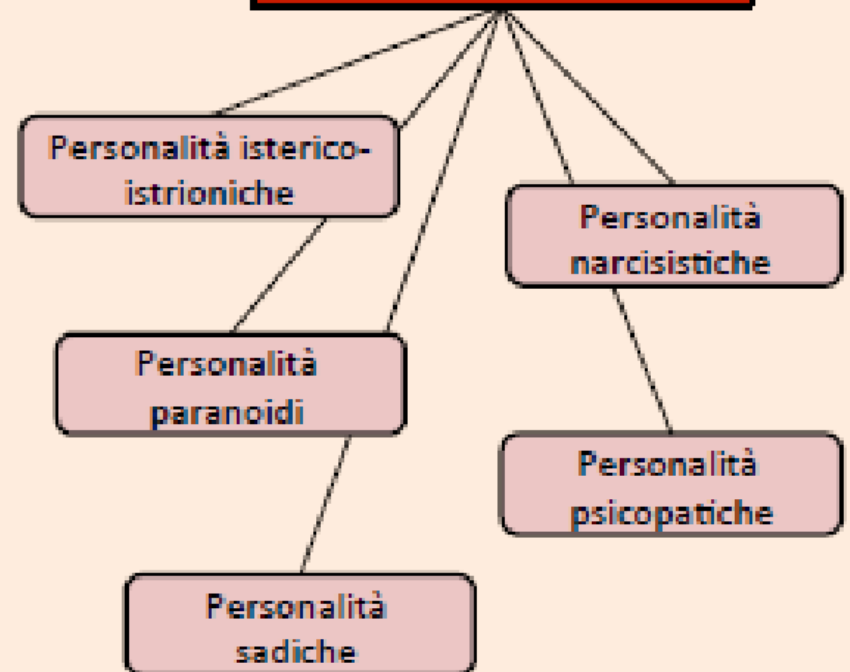 Personalità isterico-
istrioniche
Personalità
narcisistiche
Personalità
paranoidi
Personalità
psicopatiche
Personalità
sadiche